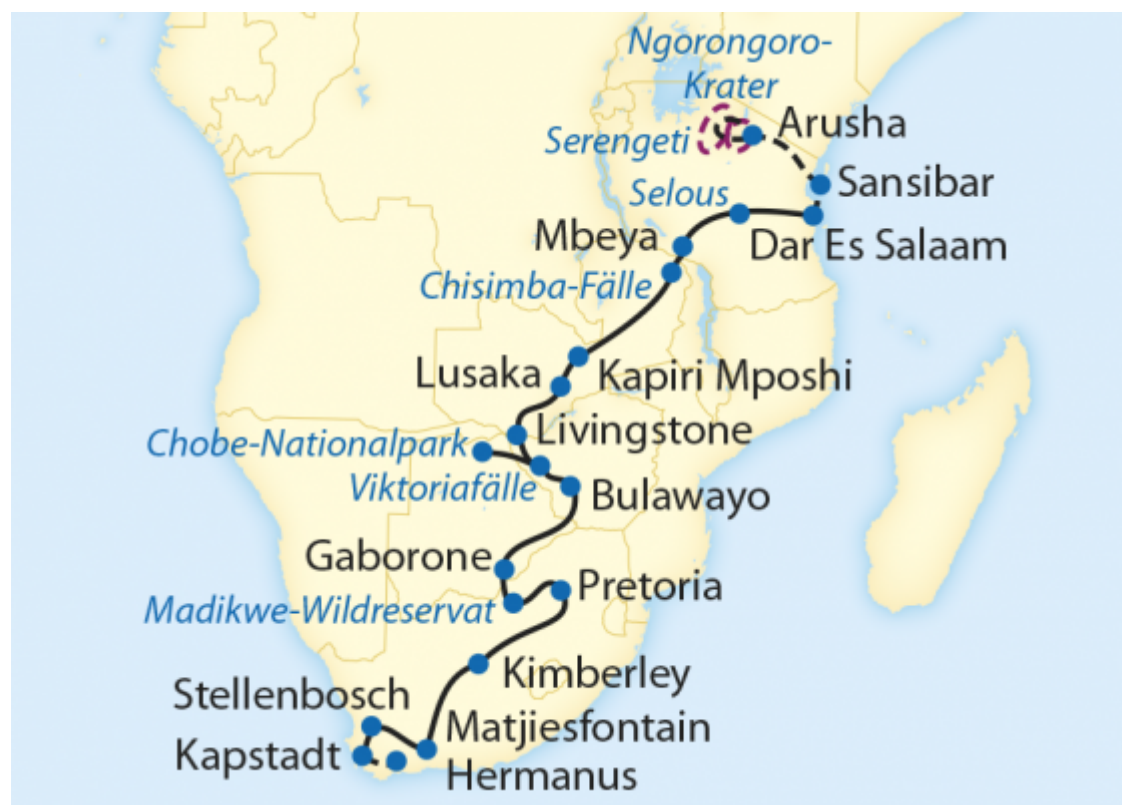 Ngorongoro-
Krater
Arusha
Serengeti
Sansibar
Selous
Mbeya
Dar Es Salaam
Chisimba-Fälle
Lusaka
Kapiri Mposhi
Livingstone
Chobe-Nationalpark
Viktoriafälle
Bulawayo
Gaborone
Pretoria
Madikwe-Wildreservat
Kimberley
Stellenbosch
Matjiesfontain
Kapstadt
Hermanus